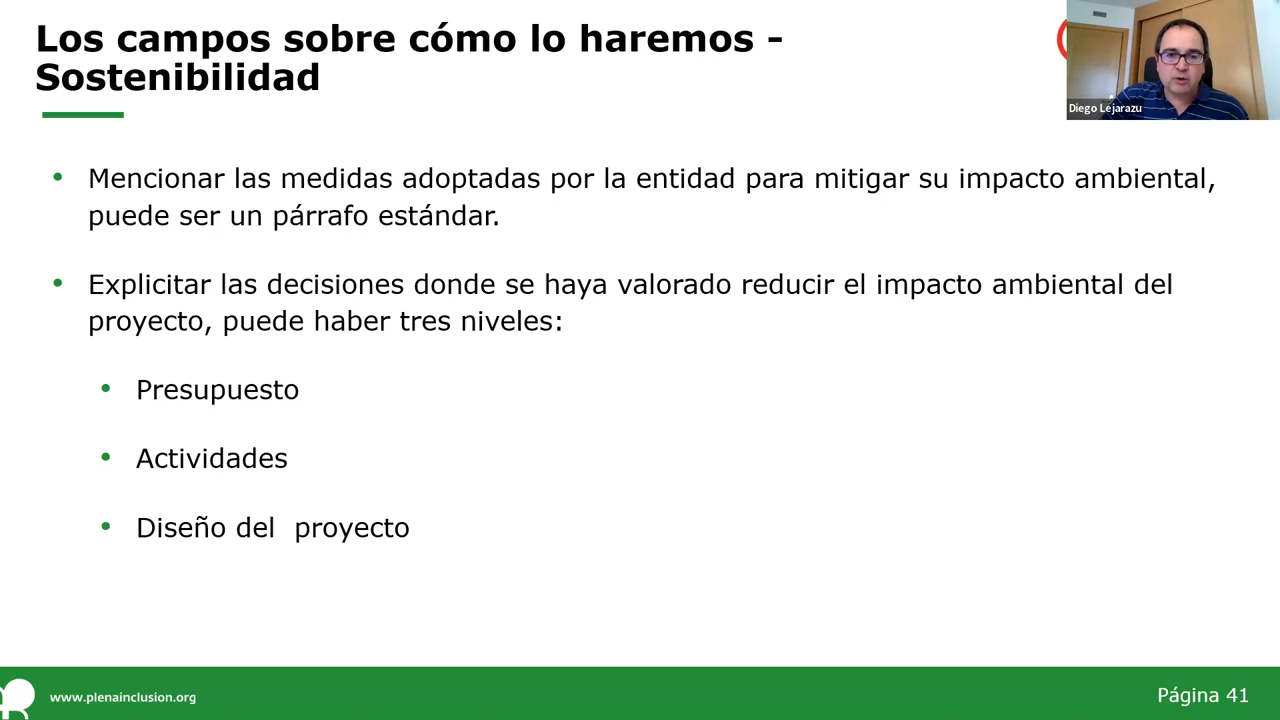 Los campos sobre cómo lo haremos -
Sostenibilidad
Diego Lejarazu
• Mencionar las medidas adoptadas por la entidad para mitigar su impacto ambiental,
puede ser un párrafo estándar.
• Explicitar las decisiones donde se haya valorado reducir el impacto ambiental del
proyecto, puede haber tres niveles:
• Presupuesto
• Actividades
• Diseño del  proyecto
www.plenainclusion.org
Página 41